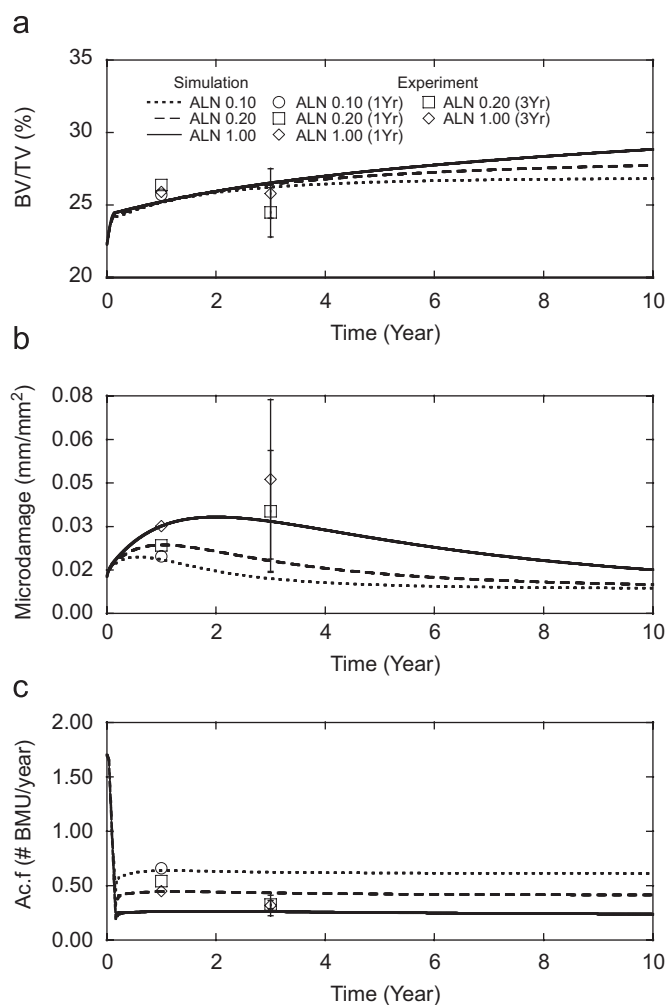 a
35
30
25
20
BV/TV (%)
Simulation Experiment
ALN 0.10 ALN 0.10 (1Yr) ALN 0.20 (3Yr)
ALN 0.20 ALN 0.20 (1Yr) ALN 1.00 (3Yr)
ALN 1.00 ALN 1.00 (1Yr)
0 2 4 6 8 10
Time (Year)
b
0.08
0.06
0.05
0.03
0.02
0.00
Microdamage (mm/mm²)
0 2 4 6 8 10
Time (Year)
c
2.00
1.50
1.00
0.50
0.00
Ac.f (# BMU/year)
0 2 4 6 8 10
Time (Year)